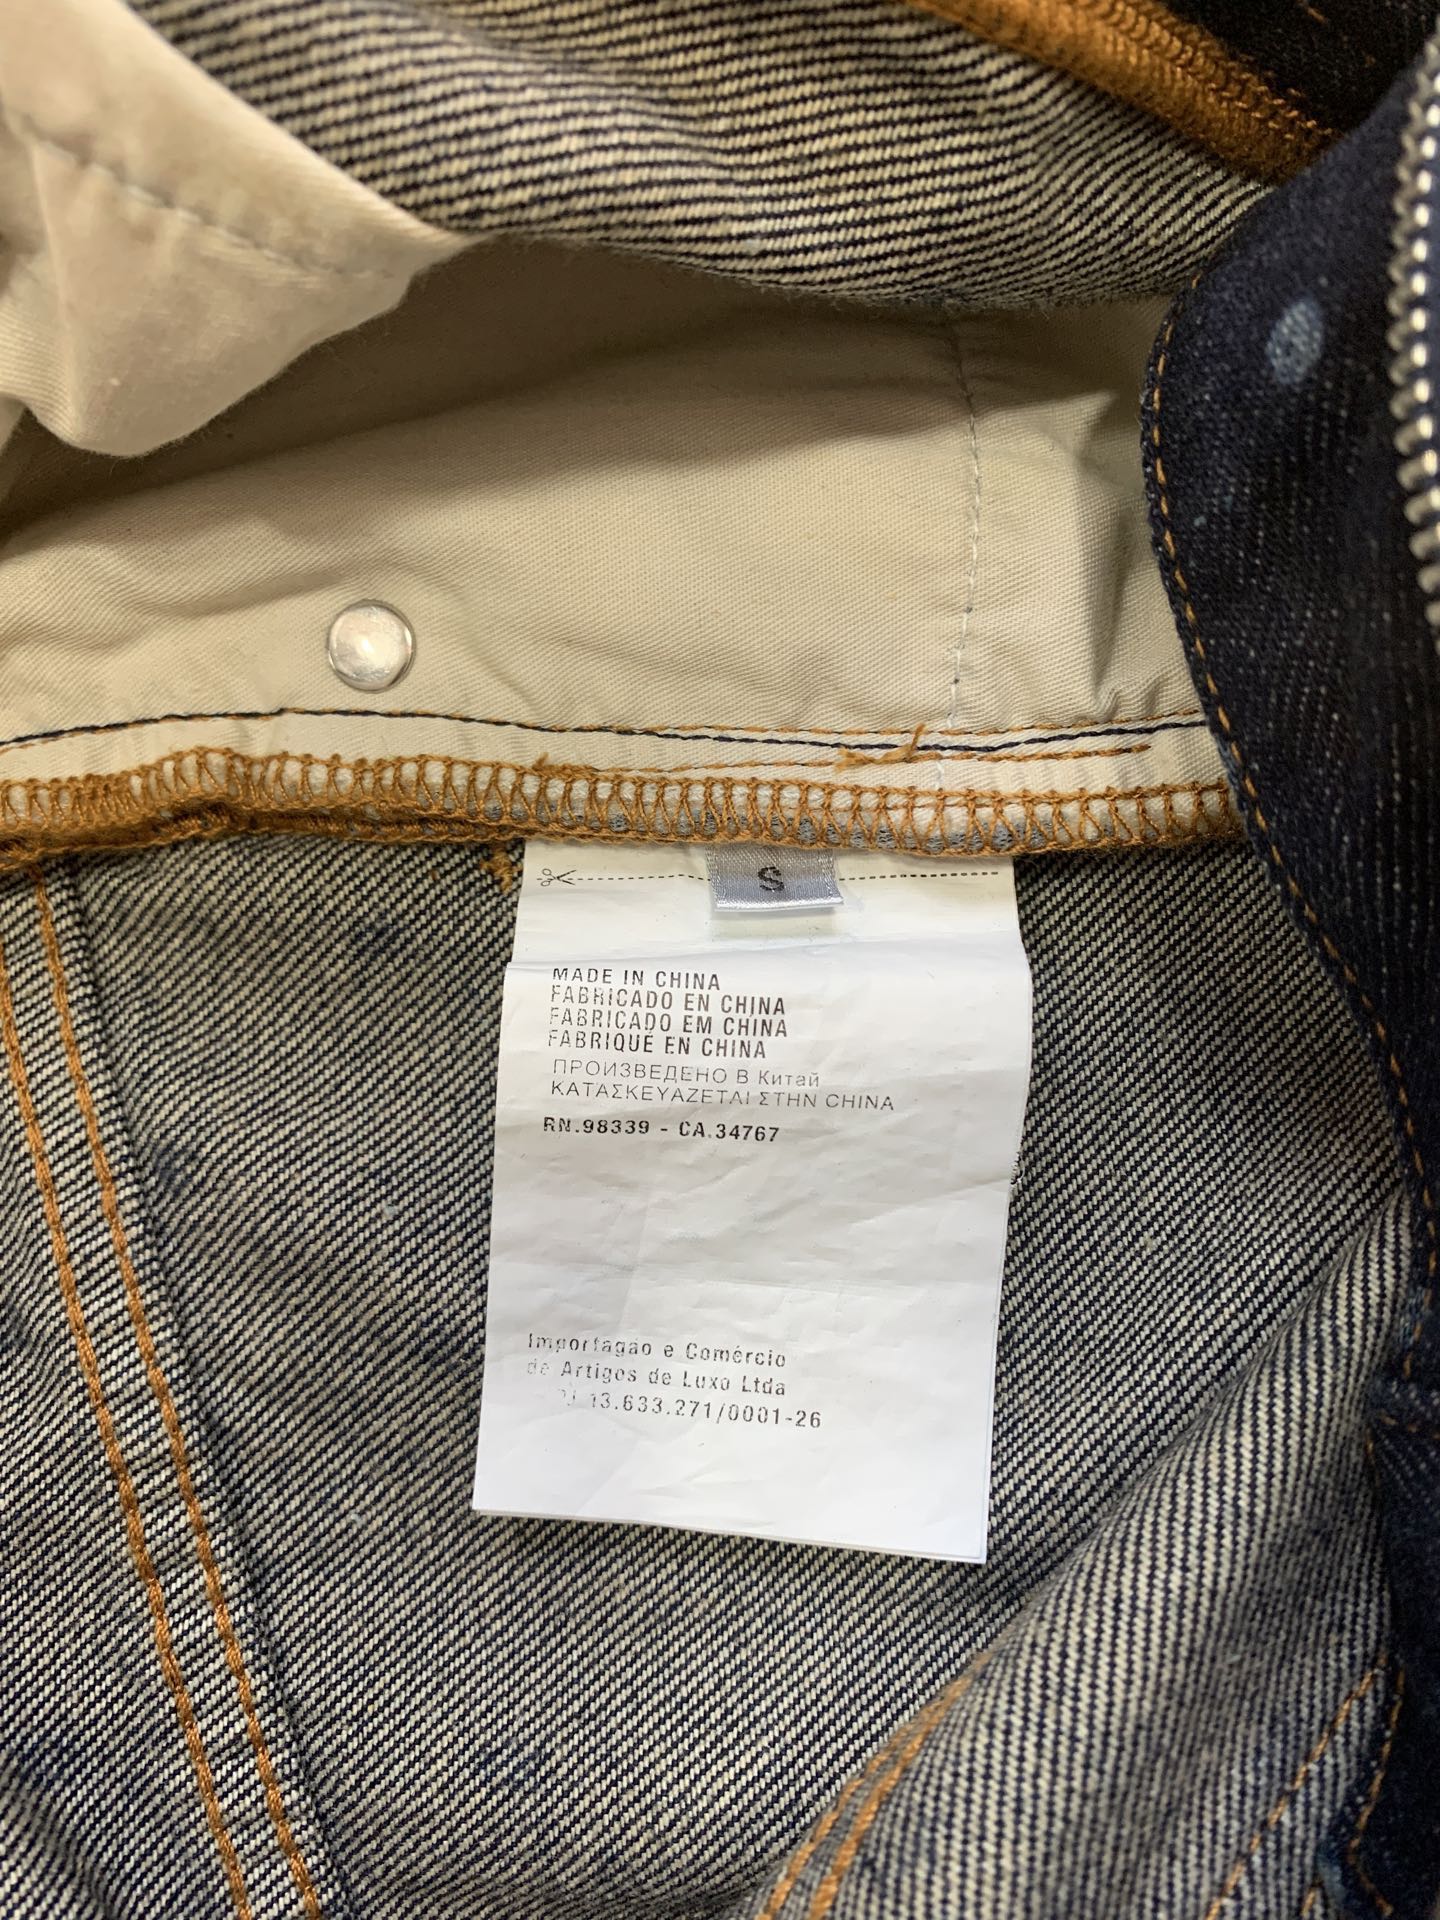 S
MADE IN CHINA
FABRICADO EN CHINA
FABRICADO EM CHINA
FABRIQUÉ EN CHINA
ПРОИЗВЕДЕНО В Китай
ΚΑΤΑΣΚΕΥΑΖΕΤΑΙ ΣΤΗΝ CHINA
RN.98339 - CA.34767
Importagão e Comércio
de Artigos de Luxo Ltda
13.633.271/0001-26